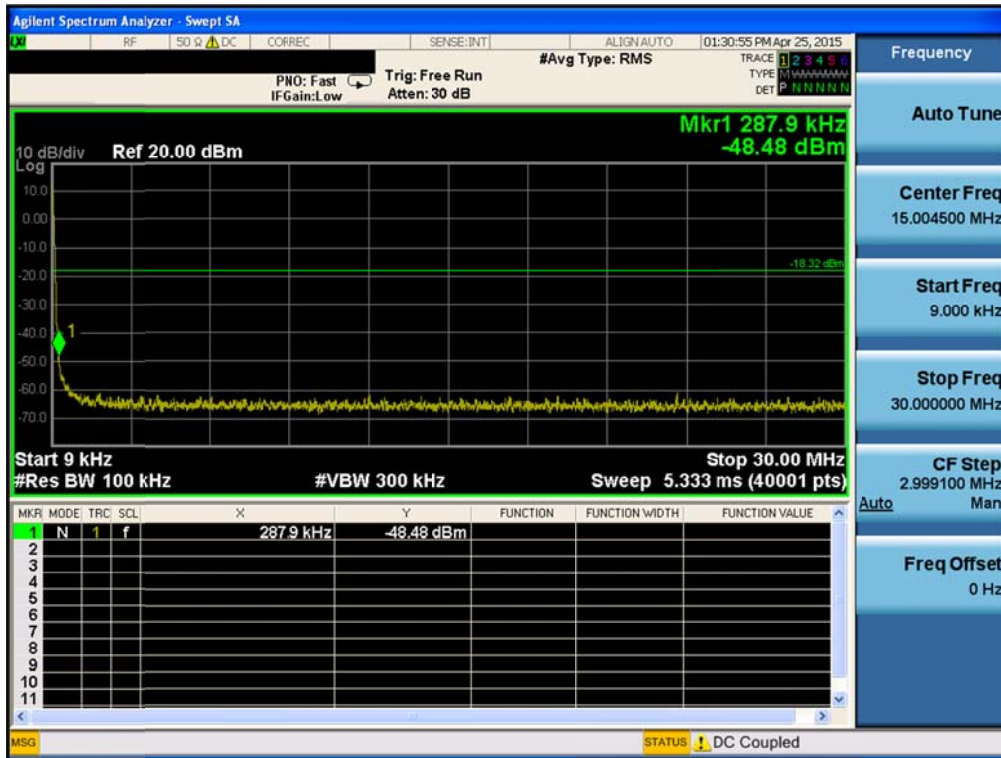 Agilent Spectrum Analyzer - Swept SA
LXI RF 50 Ω DC CORREC SENSE:INT ALIGN AUTO 01:30:55 PM Apr 25, 2015
Frequency
#Avg Type: RMS
TRACE 1 2 3 4 5 6
TYPE M
DET P N N N N N
PNO: Fast
IFGain:Low
Trig: Free Run
Atten: 30 dB
Auto Tune
Mkr1 287.9 kHz
-48.48 dBm
10 dB/div Ref 20.00 dBm
Log
10.0
0.00
-10.0
-20.0
-30.0
-40.0
-50.0
-60.0
-70.0
-18.32 dBm
1
Center Freq
15.004500 MHz
Start Freq
9.000 kHz
Stop Freq
30.000000 MHz
Start 9 kHz Stop 30.00 MHz
#Res BW 100 kHz #VBW 300 kHz Sweep 5.333 ms (40001 pts)
CF Step
2.999100 MHz
Auto Man
MKR MODE TRC SCL X Y FUNCTION FUNCTION WIDTH FUNCTION VALUE
1 N 1 f 287.9 kHz -48.48 dBm
2
3
4
5
6
7
8
9
10
11
Freq Offset
0 Hz
MSG STATUS DC Coupled